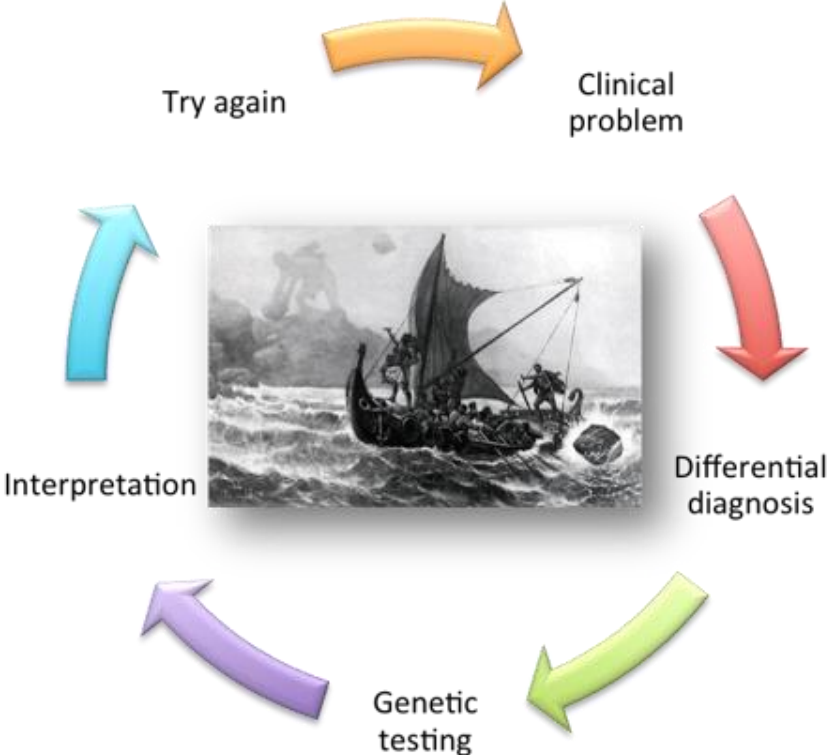 Try again
Clinical
problem
Differential
diagnosis
Genetic
testing
Interpretation